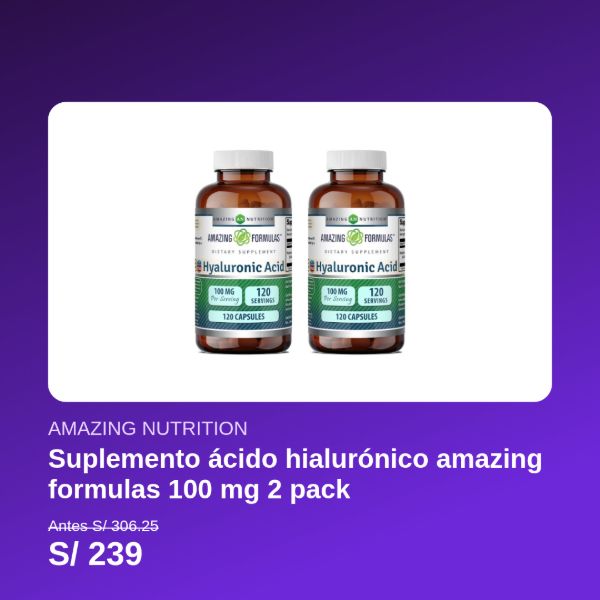 AMAZING NUTRITION
AMAZING FORMULAS™
DIETARY SUPPLEMENT
Hyaluronic Acid
100 MG
Per Serving
120
SERVINGS
120 CAPSULES
AMAZING NUTRITION
AMAZING FORMULAS™
DIETARY SUPPLEMENT
Hyaluronic Acid
100 MG
Per Serving
120
SERVINGS
120 CAPSULES
AMAZING NUTRITION
Suplemento ácido hialurónico amazing
formulas 100 mg 2 pack
Antes S/ 306.25
S/ 239